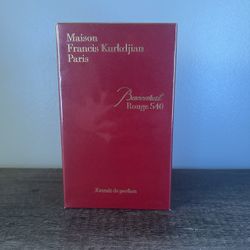 Maison
Francis Kurkdjian
Paris
Baccarat
Rouge 540
Extrait de parfum